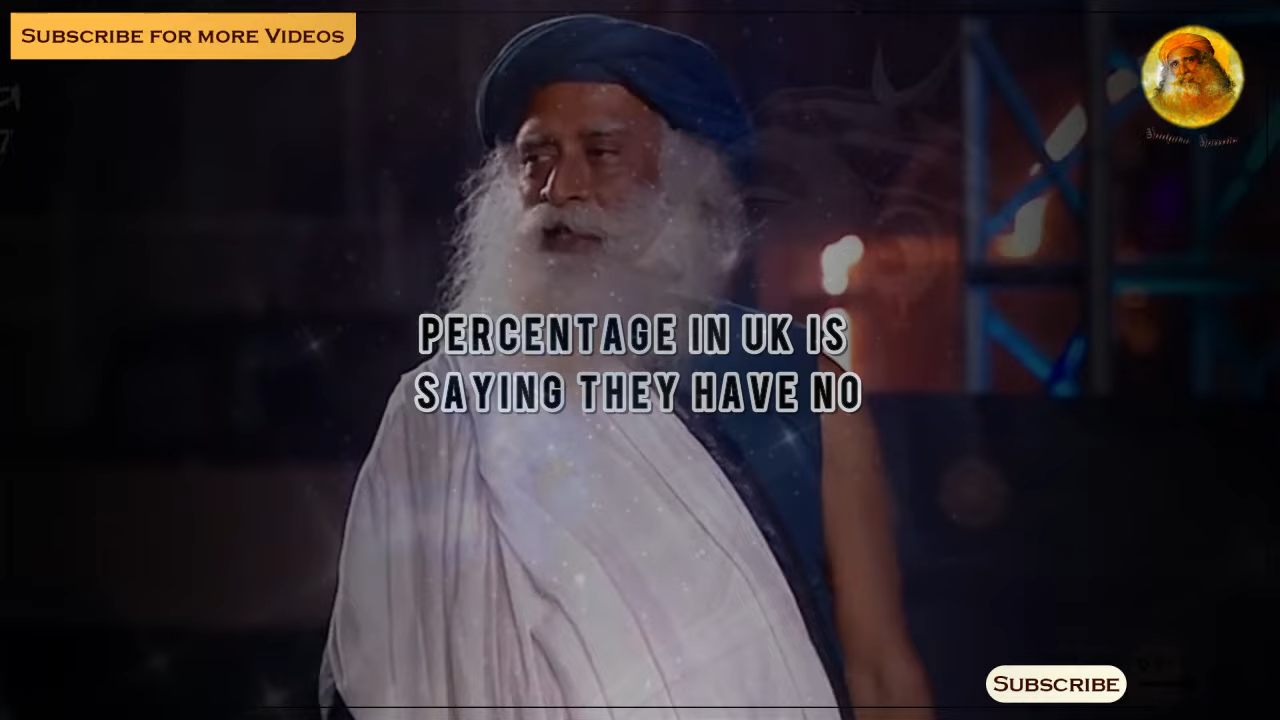 Subscribe for more Videos
PERCENTAGE IN UK IS
SAYING THEY HAVE NO
Subscribe